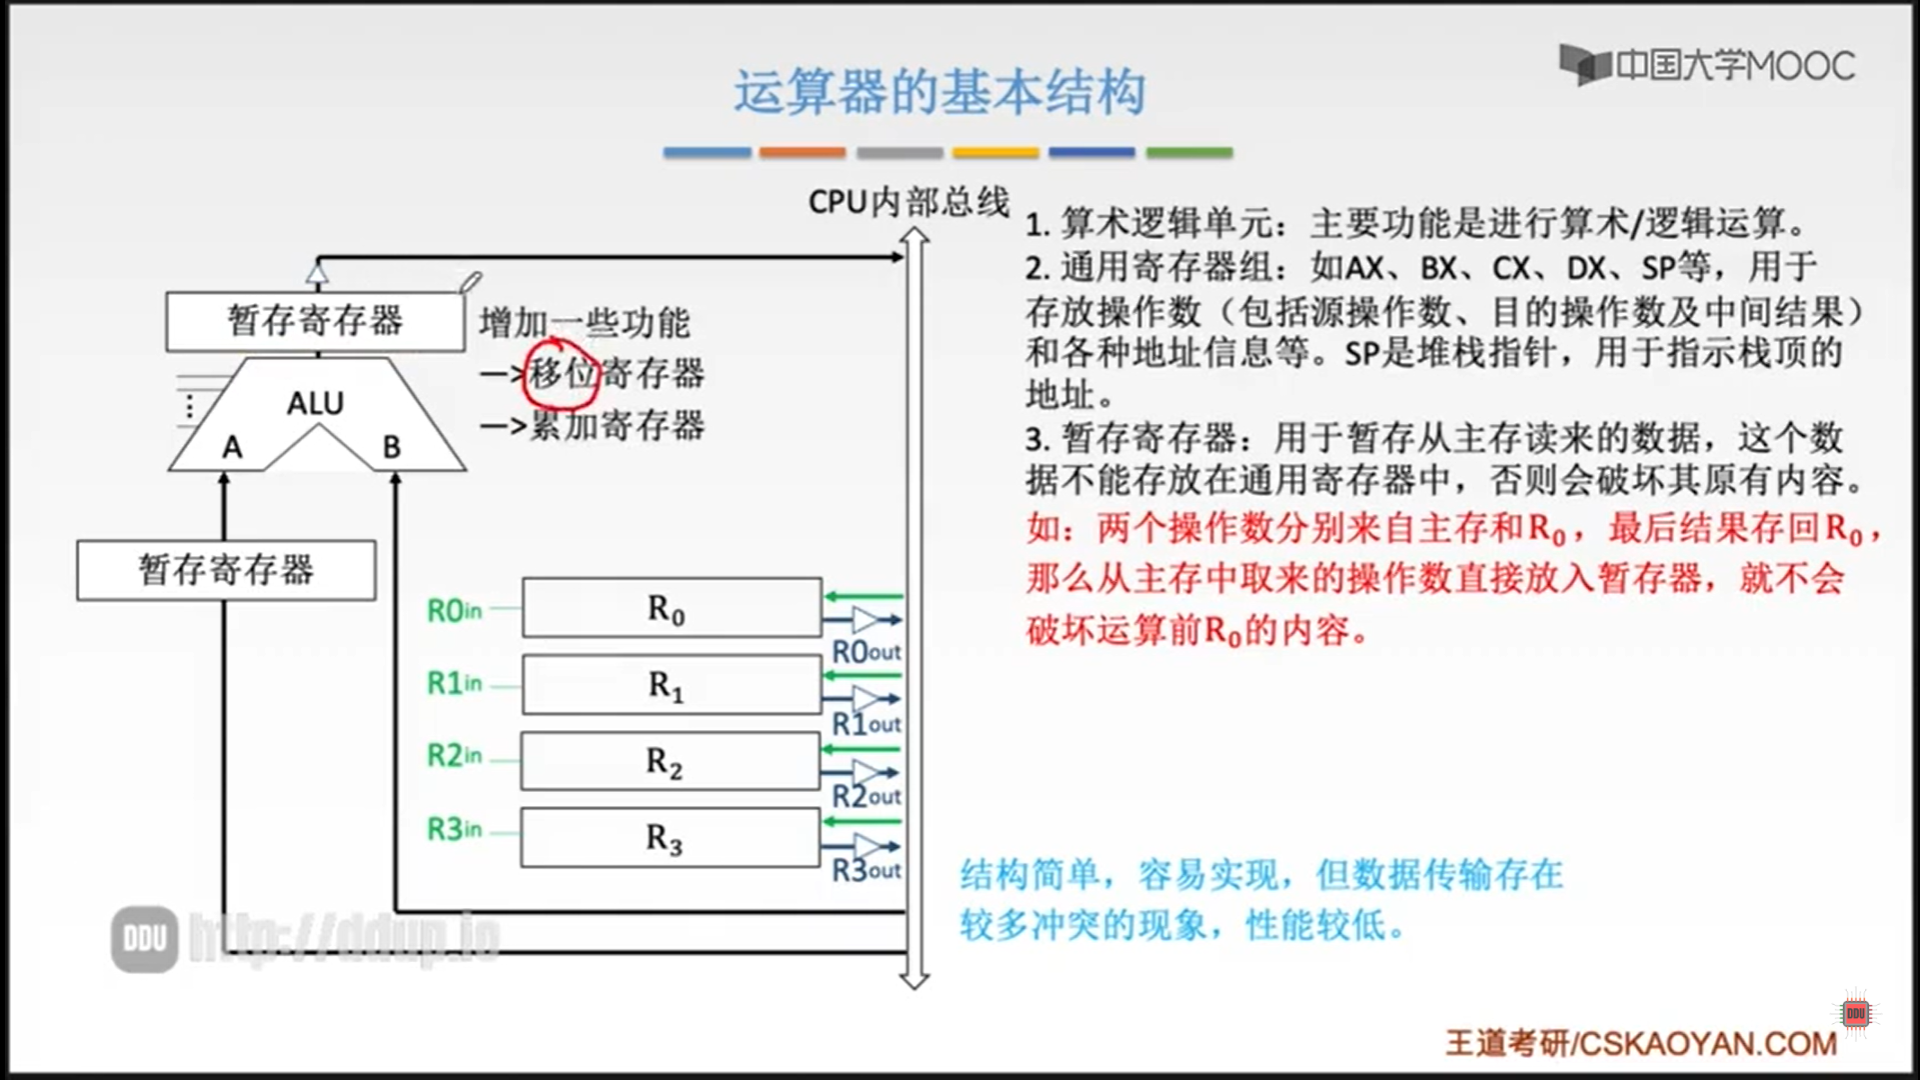 中国大学MOOC
运算器的基本结构
CPU内部总线
暂存寄存器
增加一些功能
—>移位寄存器
—>累加寄存器
ALU
A
B
暂存寄存器
R0in
R₀
R0out
R1in
R₁
R1out
R2in
R₂
R2out
R3in
R₃
R3out
1. 算术逻辑单元：主要功能是进行算术/逻辑运算。
2. 通用寄存器组：如AX、BX、CX、DX、SP等，用于
存放操作数（包括源操作数、目的操作数及中间结果）
和各种地址信息等。SP是堆栈指针，用于指示栈顶的
地址。
3. 暂存寄存器：用于暂存从主存读来的数据，这个数
据不能存放在通用寄存器中，否则会破坏其原有内容。
如：两个操作数分别来自主存和R₀，最后结果存回R₀，
那么从主存中取来的操作数直接放入暂存器，就不会
破坏运算前R₀的内容。
结构简单，容易实现，但数据传输存在
较多冲突的现象，性能较低。
DDU http://ddup.io
DDU
王道考研/CSKAOYAN.COM